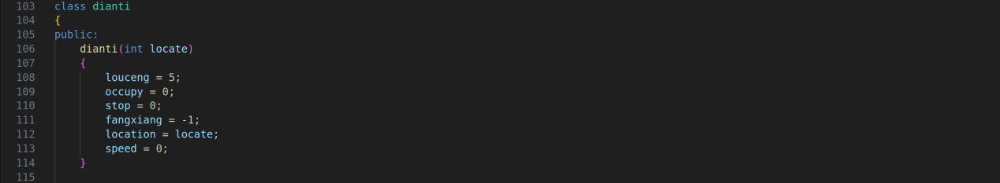 103 class dianti
104 {
105 public:
106     dianti(int locate)
107     {
108         louceng = 5;
109         occupy = 0;
110         stop = 0;
111         fangxiang = -1;
112         location = locate;
113         speed = 0;
114     }
115